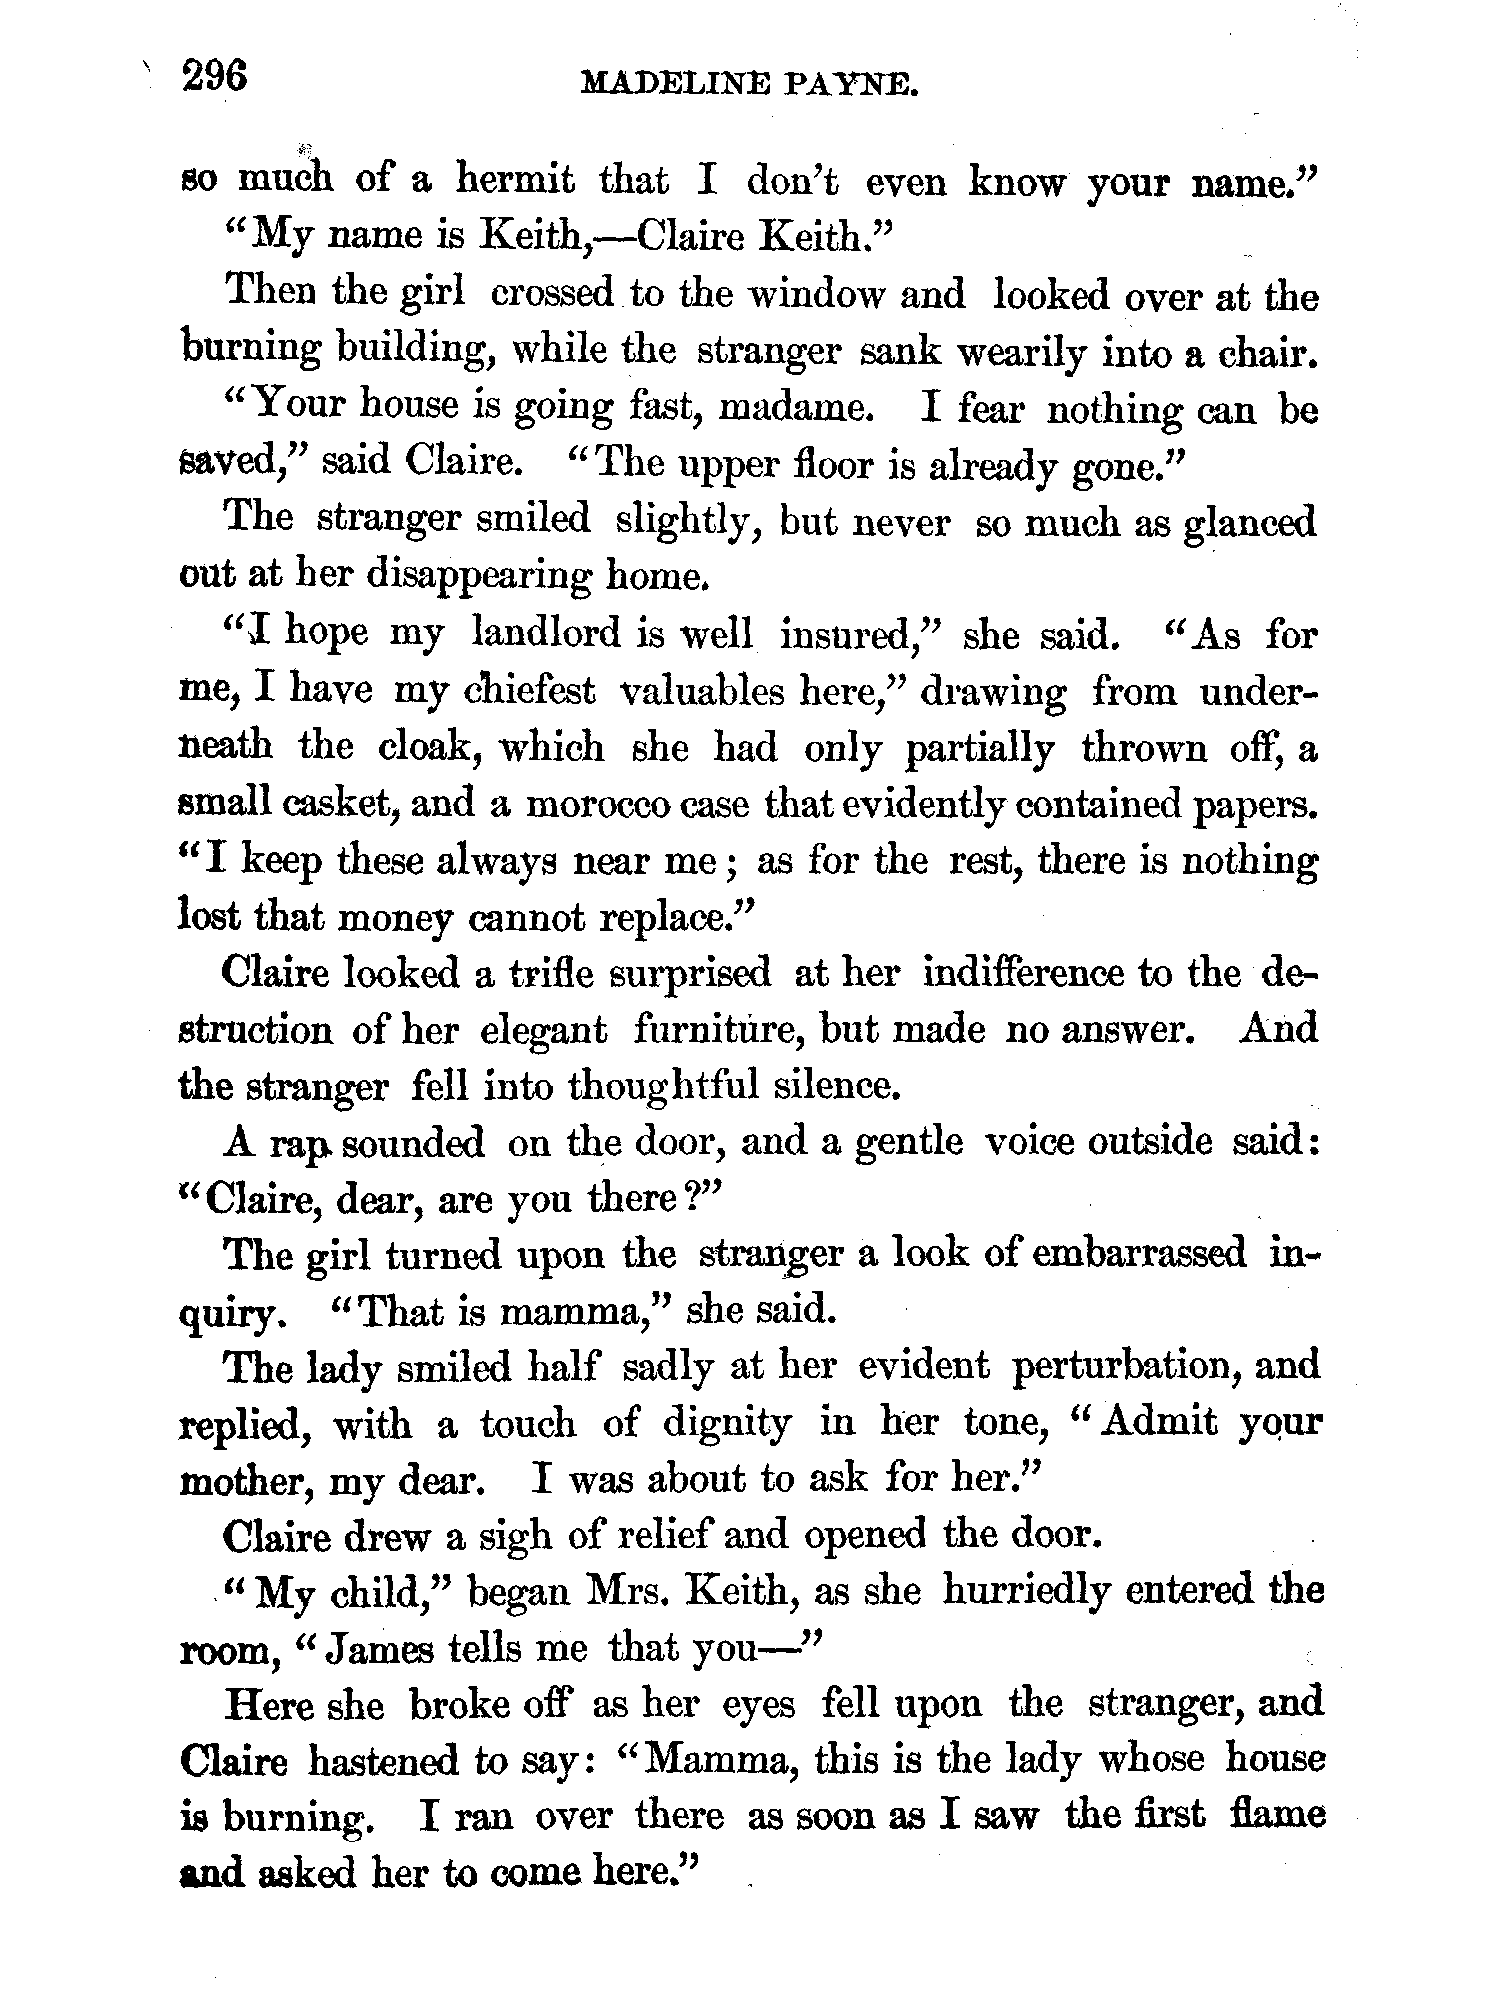 296 MADELINE PAYNE.
so much of a hermit that I don't even know your name."
"My name is Keith,—Claire Keith."
Then the girl crossed to the window and looked over at the
burning building, while the stranger sank wearily into a chair.
"Your house is going fast, madame. I fear nothing can be
saved," said Claire. "The upper floor is already gone."
The stranger smiled slightly, but never so much as glanced
out at her disappearing home.
"I hope my landlord is well insured," she said. "As for
me, I have my chiefest valuables here," drawing from under-
neath the cloak, which she had only partially thrown off, a
small casket, and a morocco case that evidently contained papers.
"I keep these always near me; as for the rest, there is nothing
lost that money cannot replace."
Claire looked a trifle surprised at her indifference to the de-
struction of her elegant furniture, but made no answer. And
the stranger fell into thoughtful silence.
A rap sounded on the door, and a gentle voice outside said:
"Claire, dear, are you there?"
The girl turned upon the stranger a look of embarrassed in-
quiry. "That is mamma," she said.
The lady smiled half sadly at her evident perturbation, and
replied, with a touch of dignity in her tone, "Admit your
mother, my dear. I was about to ask for her."
Claire drew a sigh of relief and opened the door.
"My child," began Mrs. Keith, as she hurriedly entered the
room, "James tells me that you—"
Here she broke off as her eyes fell upon the stranger, and
Claire hastened to say: "Mamma, this is the lady whose house
is burning. I ran over there as soon as I saw the first flame
and asked her to come here."